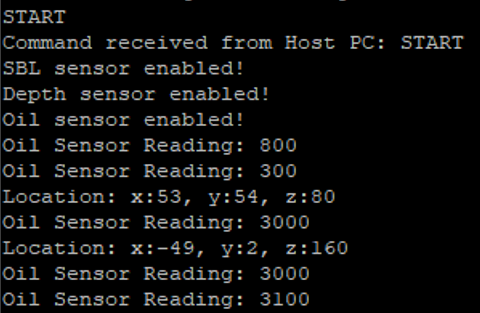 START
Command received from Host PC: START
SBL sensor enabled!
Depth sensor enabled!
Oil sensor enabled!
Oil Sensor Reading: 800
Oil Sensor Reading: 300
Location: x:53, y:54, z:80
Oil Sensor Reading: 3000
Location: x:-49, y:2, z:160
Oil Sensor Reading: 3000
Oil Sensor Reading: 3100